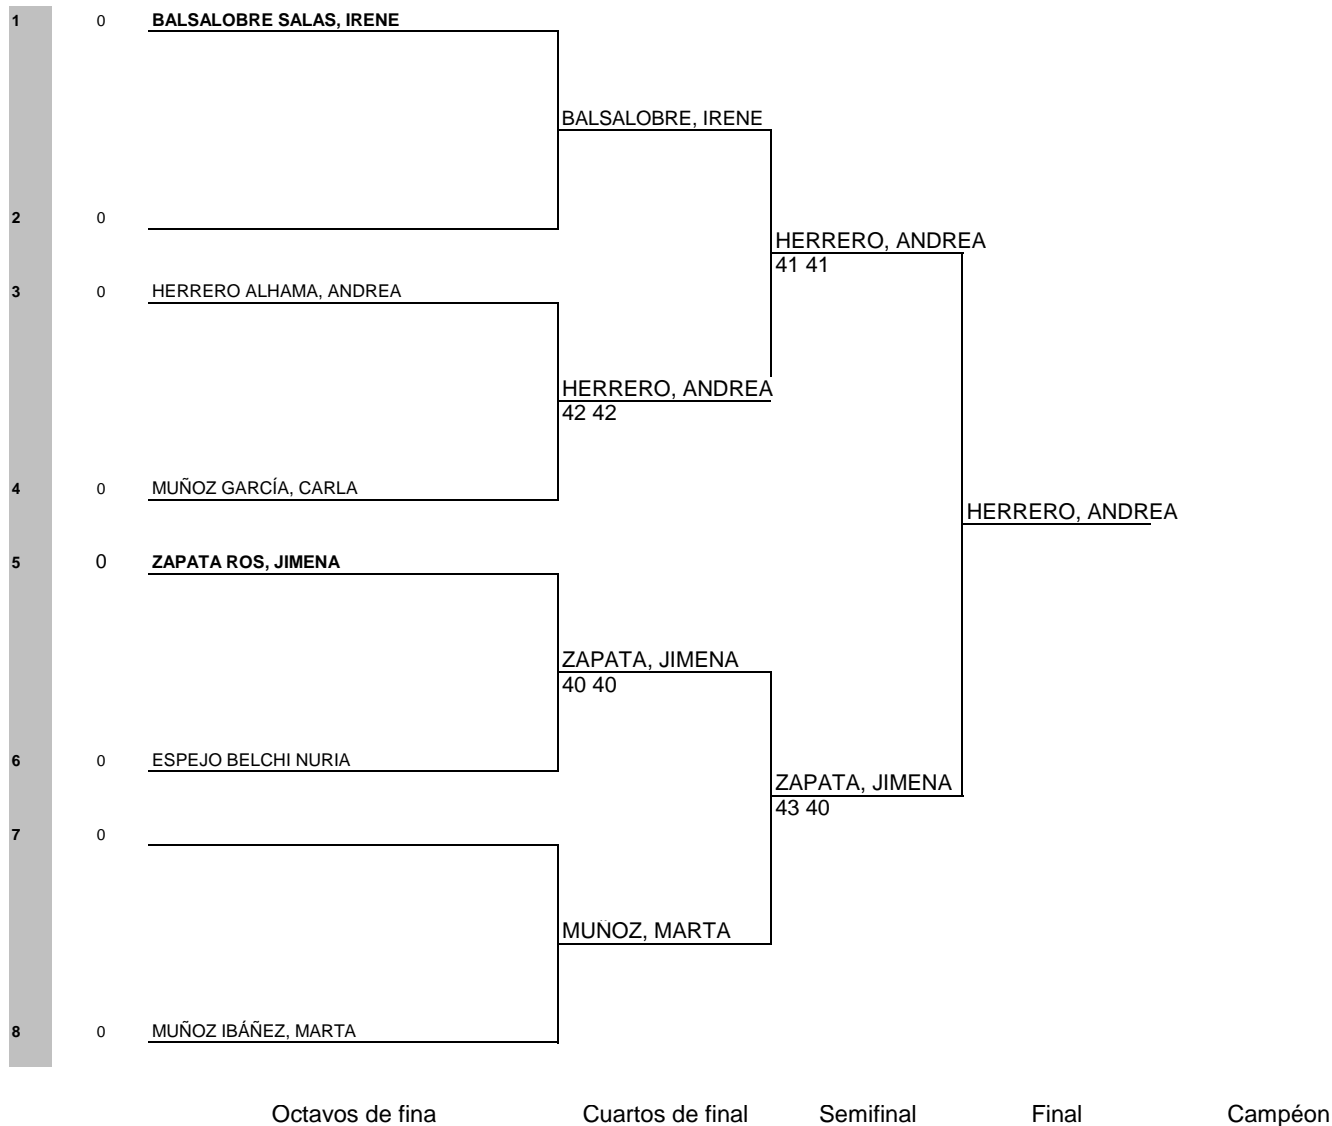 1 0 BALSALOBRE SALAS, IRENE
BALSALOBRE, IRENE
2 0
HERRERO, ANDREA
41 41
3 0 HERRERO ALHAMA, ANDREA
HERRERO, ANDREA
42 42
4 0 MUÑOZ GARCÍA, CARLA
HERRERO, ANDREA
5 0 ZAPATA ROS, JIMENA
ZAPATA, JIMENA
40 40
6 0 ESPEJO BELCHI NURIA
ZAPATA, JIMENA
43 40
7 0
MUÑOZ, MARTA
8 0 MUÑOZ IBÁÑEZ, MARTA
Octavos de fina Cuartos de final Semifinal Final Campéon